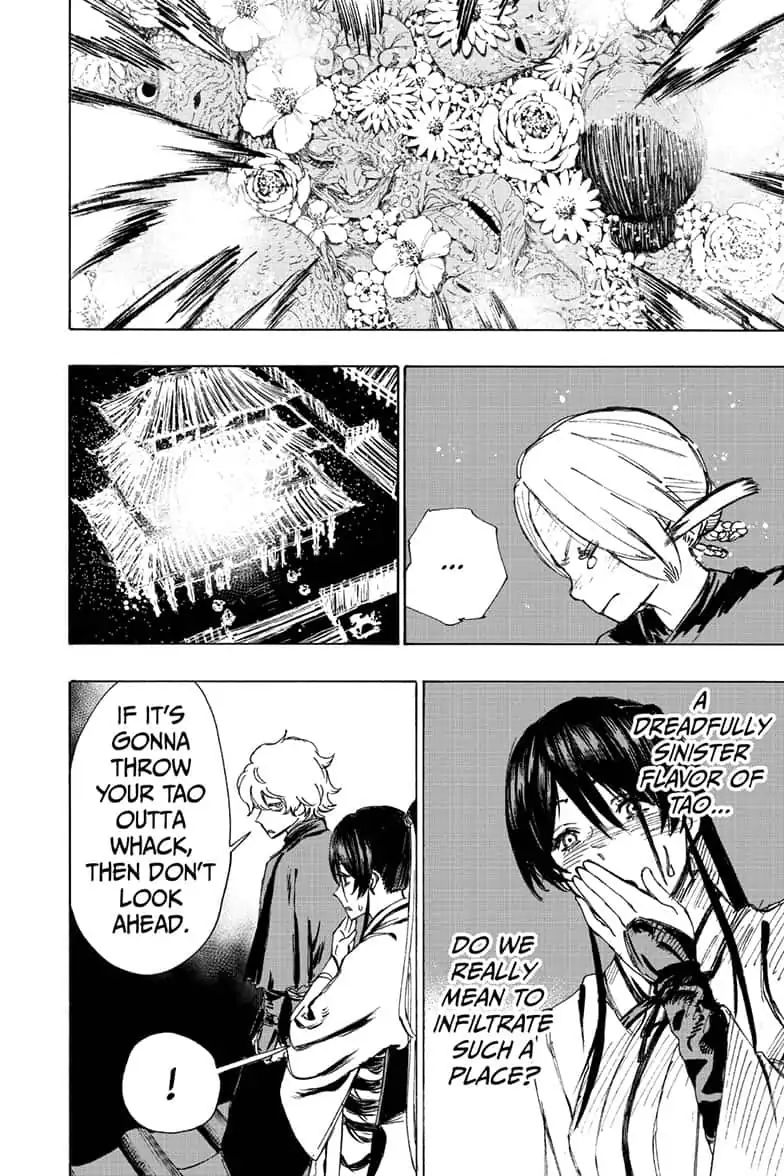 ...
A
DREADFULLY
SINISTER
FLAVOR OF
TAO...
DO WE
REALLY
MEAN TO
INFILTRATE
SUCH A
PLACE?
IF IT'S
GONNA
THROW
YOUR TAO
OUTTA
WHACK,
THEN DON'T
LOOK
AHEAD.
!